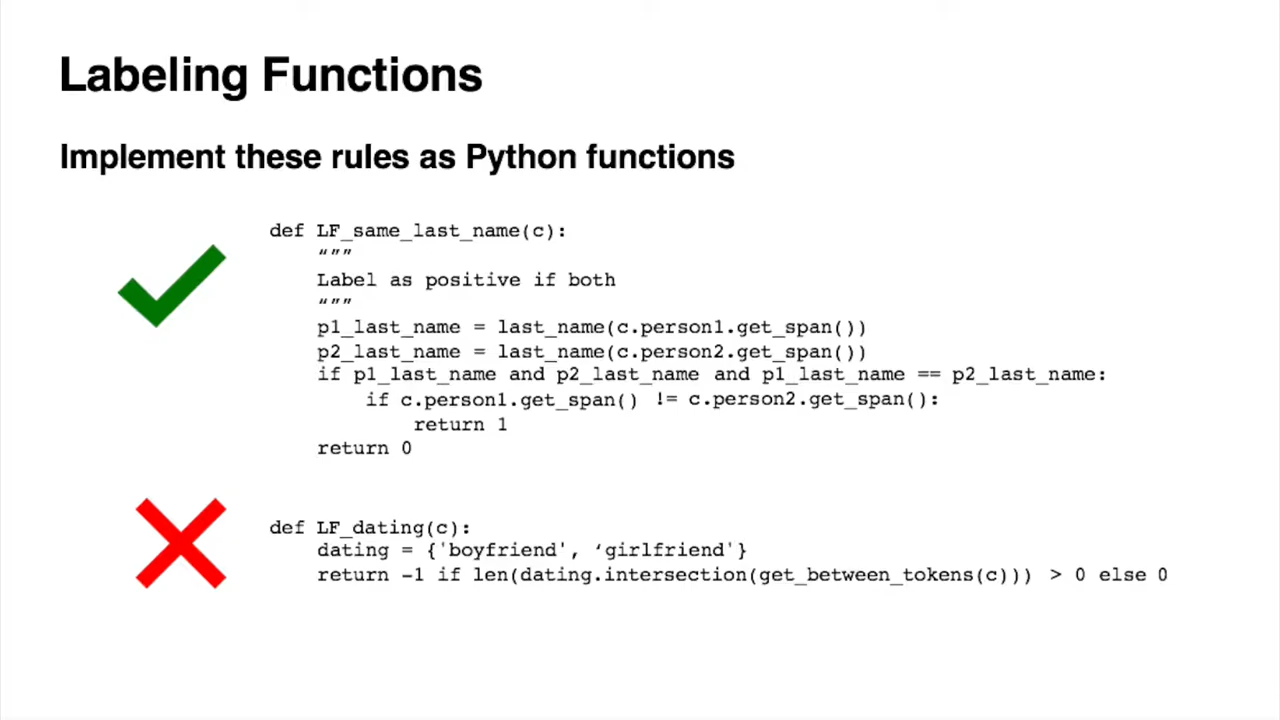 Labeling Functions
Implement these rules as Python functions
def LF_same_last_name(c):
    “””
    Label as positive if both
    “””
    p1_last_name = last_name(c.person1.get_span())
    p2_last_name = last_name(c.person2.get_span())
    if p1_last_name and p2_last_name and p1_last_name == p2_last_name:
        if c.person1.get_span() != c.person2.get_span():
            return 1
    return 0
def LF_dating(c):
    dating = {'boyfriend', ‘girlfriend'}
    return -1 if len(dating.intersection(get_between_tokens(c))) > 0 else 0